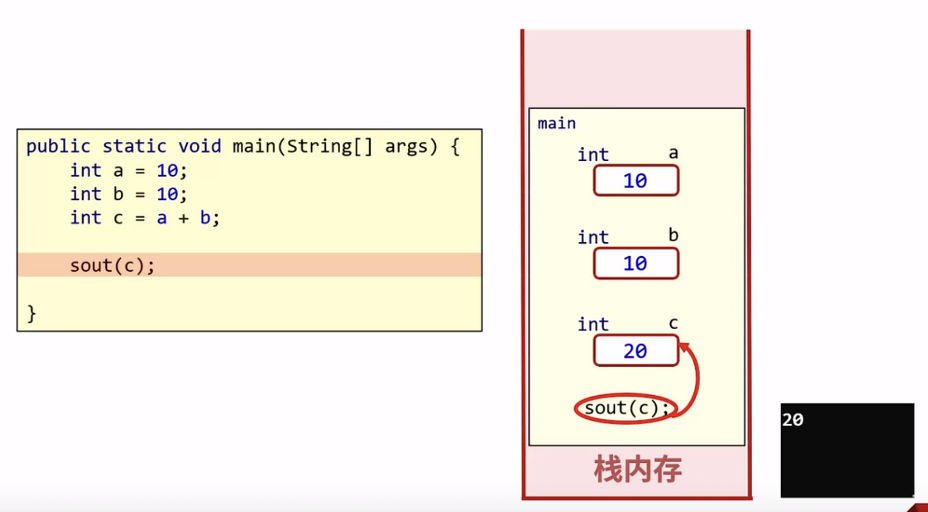 public static void main(String[] args) {
int a = 10;
int b = 10;
int c = a + b;
sout(c);
}
main
int a
10
int b
10
int c
20
sout(c);
栈内存
20